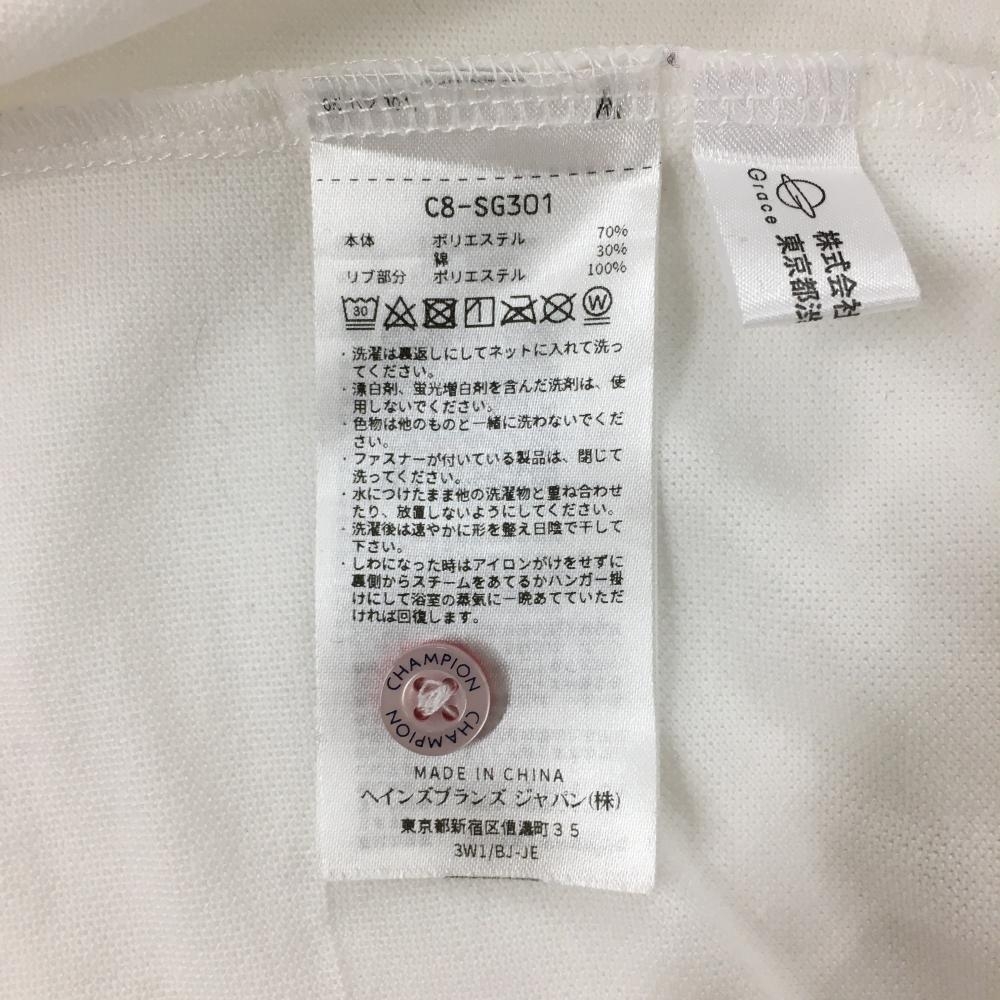 C8-SG301
本体 ポリエステル 70%
綿 30%
リブ部分 ポリエステル 100%
30
W
・洗濯は裏返しにしてネットに入れて洗っ
てください。
・漂白剤、蛍光増白剤を含んだ洗剤は、使
用しないでください。
・色物は他のものと一緒に洗わないでくだ
さい。
・ファスナーが付いている製品は、閉じて
洗ってください。
・水につけたまま他の洗濯物と重ね合わせ
たり、放置しないようにしてください。
・洗濯後は速やかに形を整え日陰で干して
下さい。
・しわになった時はアイロンがけをせずに
裏側からスチームをあてるかハンガー掛
けにして浴室の蒸気に一晩あてていただ
ければ回復します。
CHAMPION
CHAMPION
MADE IN CHINA
ヘインズブランズ ジャパン(株)
東京都新宿区信濃町35
3W1/BJ-JE
Grace
株式会社
東京都渋